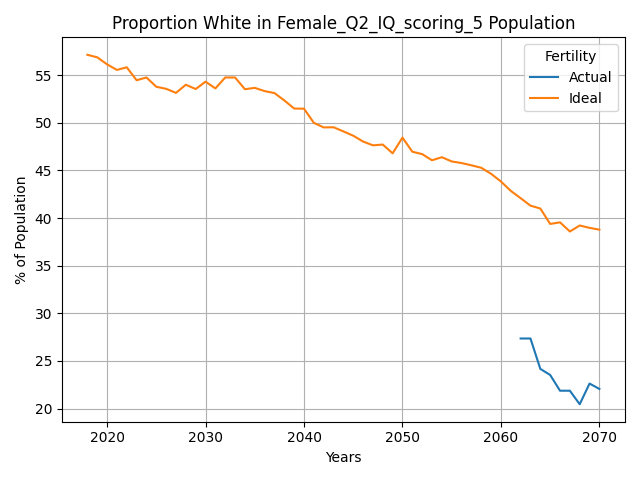 Proportion White in Female_Q2_IQ_scoring_5 Population
Fertility
Actual
Ideal
% of Population
55
50
45
40
35
30
25
20
2020
2030
2040
2050
2060
2070
Years